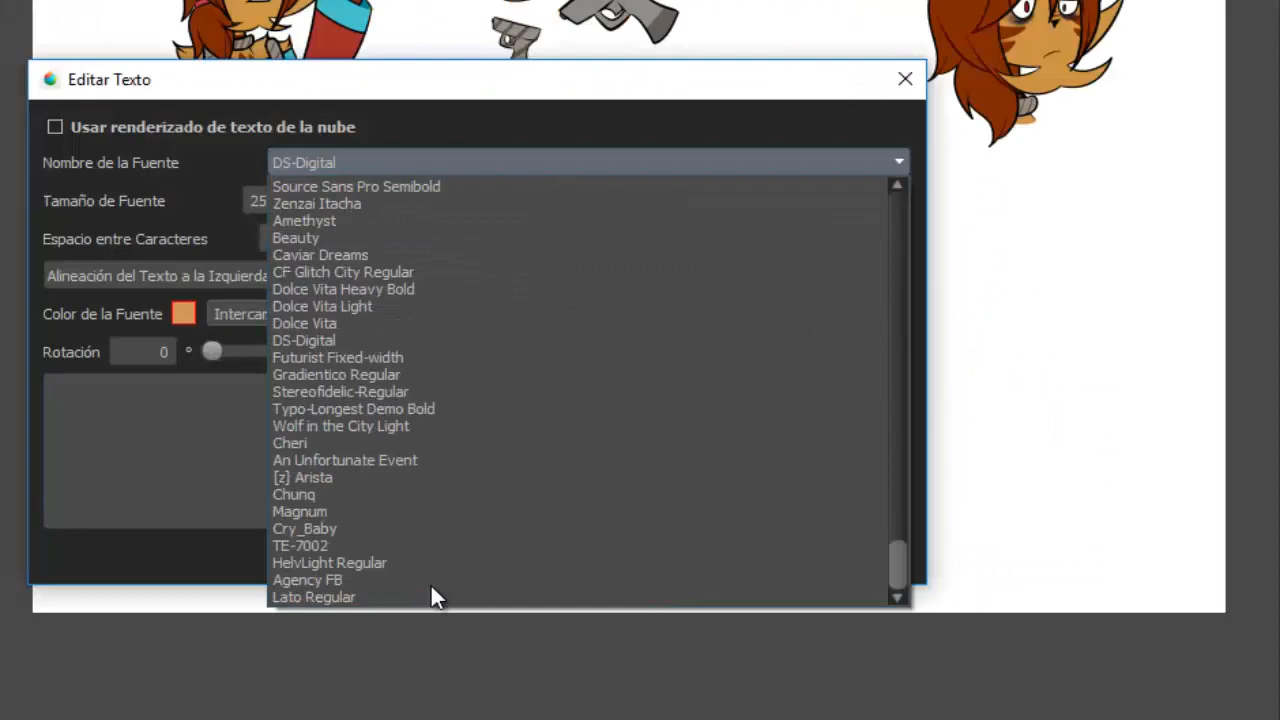 Editar Texto
Usar renderizado de texto de la nube
Nombre de la Fuente
DS-Digital
Source Sans Pro Semibold
Zenzai Itacha
Tamaño de Fuente
25
Amethyst
Beauty
Espacio entre Caracteres
Caviar Dreams
CF Glitch City Regular
Alineación del Texto a la Izquierda
Dolce Vita Heavy Bold
Dolce Vita Light
Color de la Fuente
Intercar
Dolce Vita
DS-Digital
Rotación
0 °
Futurist Fixed-width
Gradientico Regular
Stereofidelic-Regular
Typo-Longest Demo Bold
Wolf in the City Light
Cheri
An Unfortunate Event
[z] Arista
Chunq
Magnum
Cry_Baby
TE-7002
HelvLight Regular
Agency FB
Lato Regular